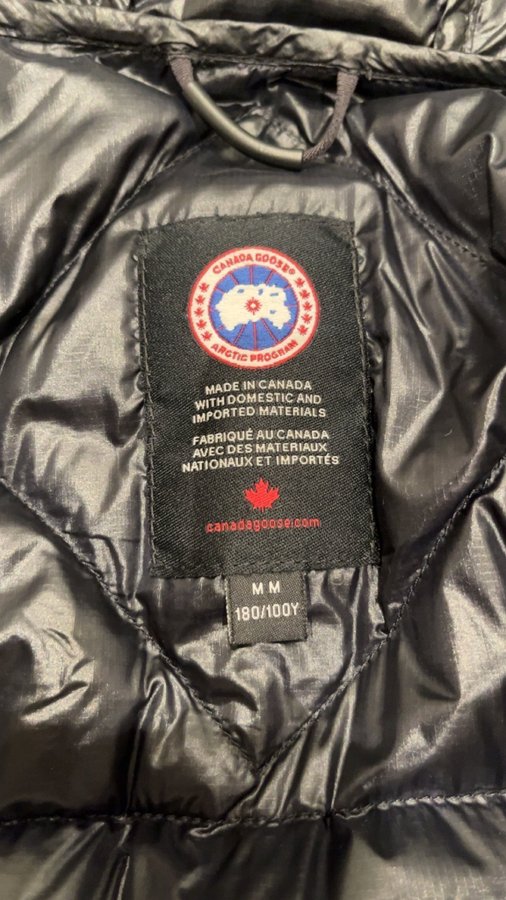 CANADA GOOSE®
ARCTIC PROGRAM
MADE IN CANADA
WITH DOMESTIC AND
IMPORTED MATERIALS
FABRIQUÉ AU CANADA
AVEC DES MATERIAUX
NATIONAUX ET IMPORTÉS
canadagoose.com
M M
180/100Y